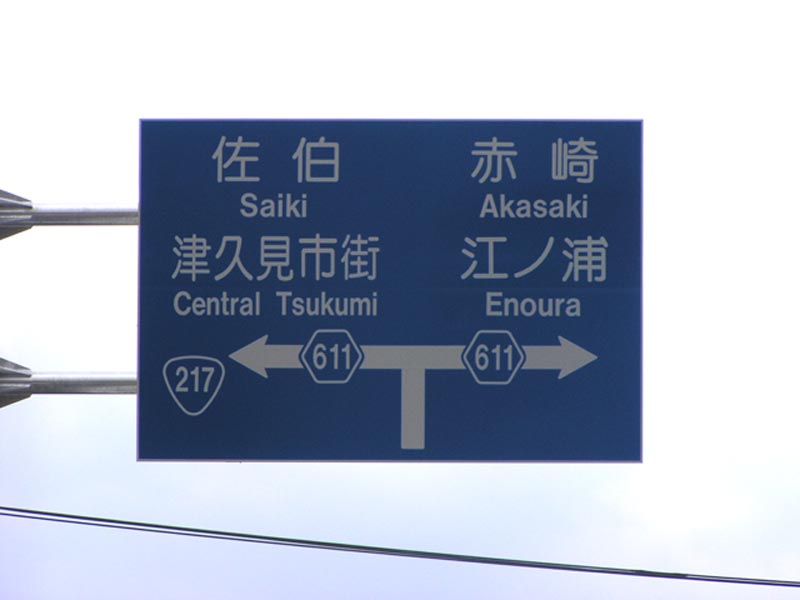 佐伯
Saiki
津久見市街
Central Tsukumi
赤崎
Akasaki
江ノ浦
Enoura
217
611
611